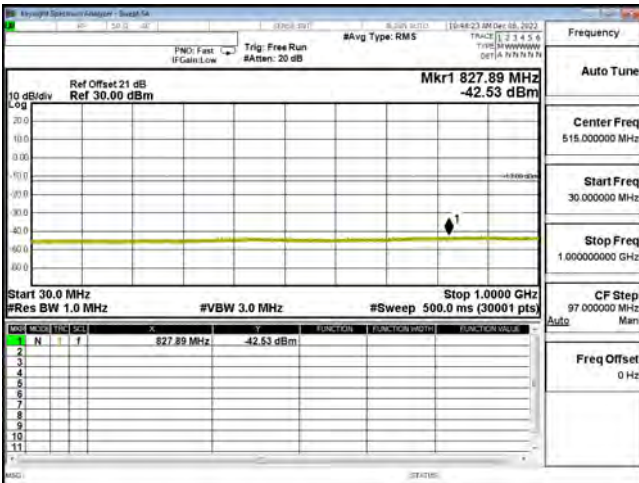 Keysight Spectrum Analyzer - Swept SA
RF 50 Ω AC SENSE:INT ALIGN AUTO 10:48:23 AM Dec 08, 2022
PNO: Fast Trig: Free Run #Avg Type: RMS TRACE 1 2 3 4 5 6
IFGain:Low #Atten: 20 dB TYPE M WWWWW
DET A N N N N N
Mkr1 827.89 MHz
-42.53 dBm
Ref Offset 21 dB
10 dB/div Ref 30.00 dBm
Log
20.0
10.0
0.00
-10.0
-13.00 dBm
-20.0
-30.0
1
-40.0
-50.0
-60.0
Start 30.0 MHz Stop 1.0000 GHz
#Res BW 1.0 MHz #VBW 3.0 MHz #Sweep 500.0 ms (30001 pts)
MKR MODE TRC SCL X Y FUNCTION FUNCTION WIDTH FUNCTION VALUE
1 N 1 f 827.89 MHz -42.53 dBm
2
3
4
5
6
7
8
9
10
11
MSG STATUS
Frequency
Auto Tune
Center Freq
515.000000 MHz
Start Freq
30.000000 MHz
Stop Freq
1.000000000 GHz
CF Step
97.000000 MHz
Auto Man
Freq Offset
0 Hz